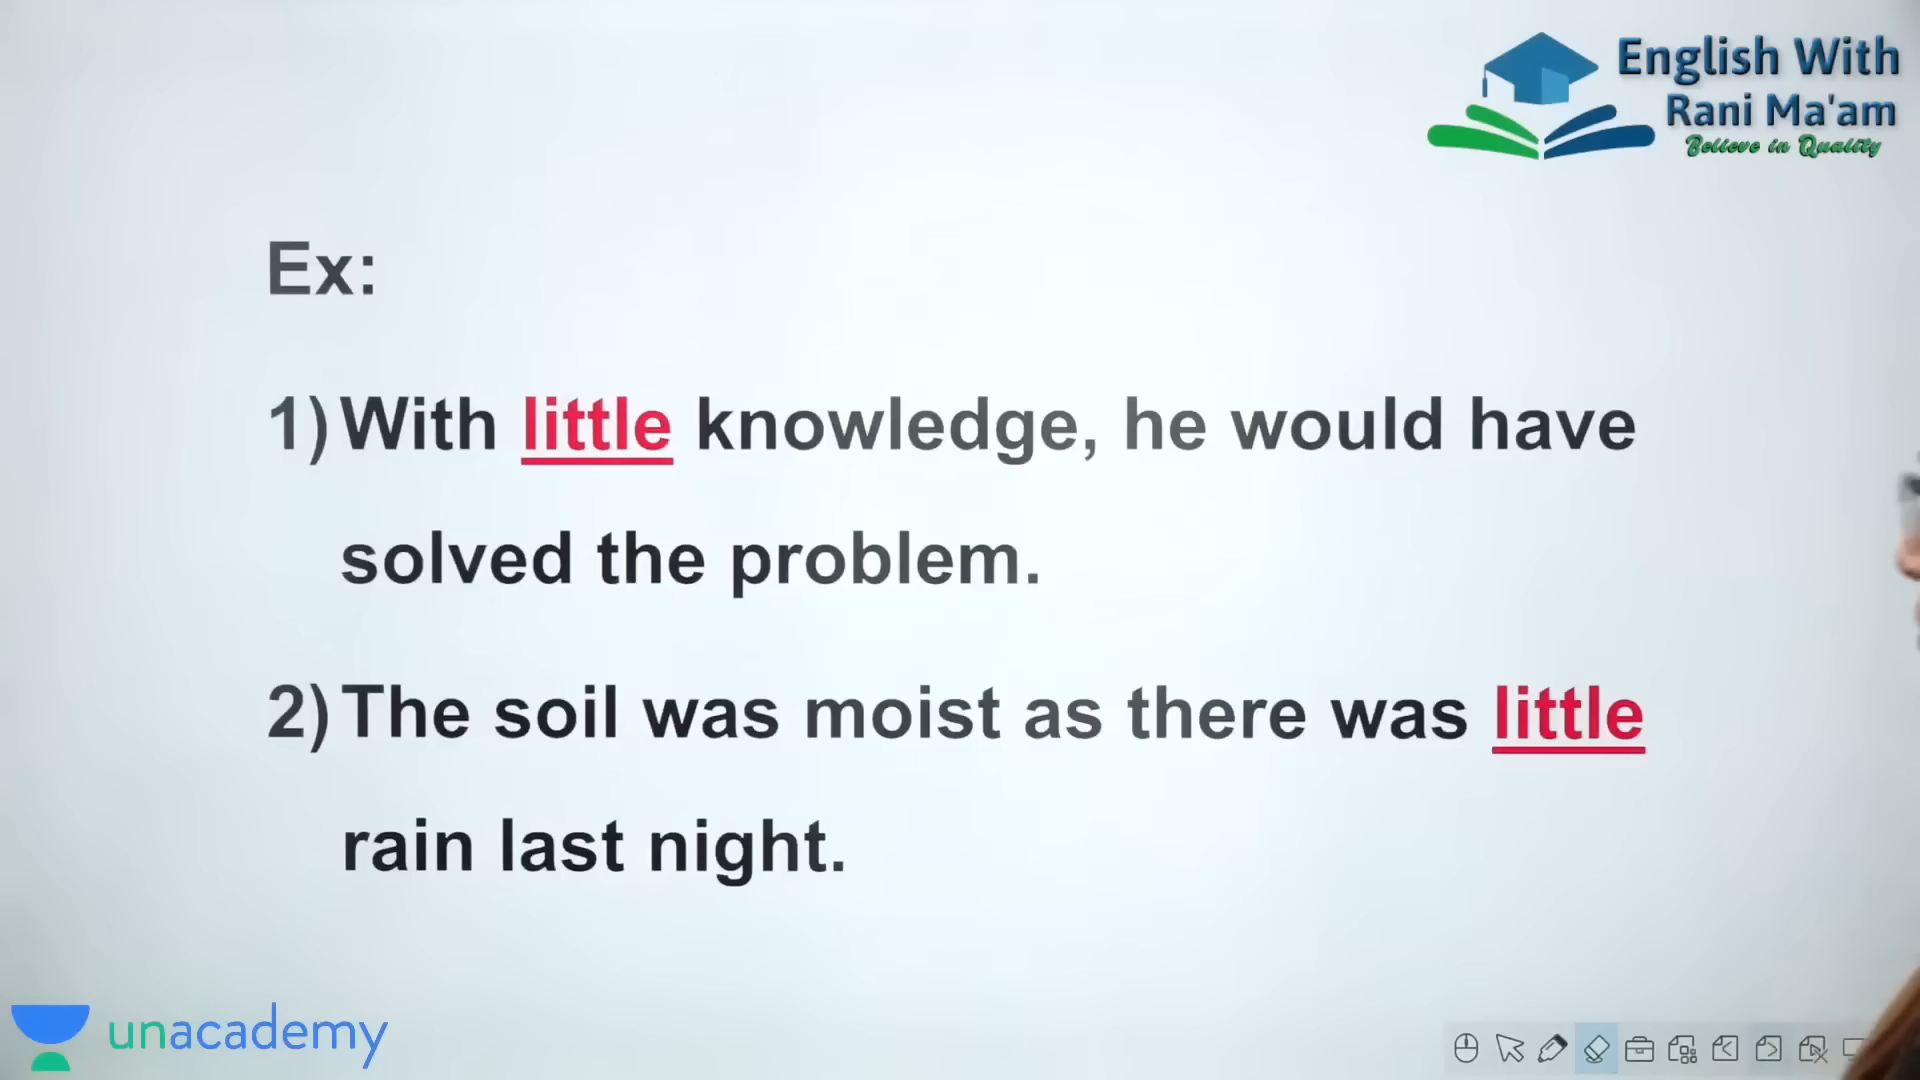 English With
Rani Ma'am
Believe in Quality
Ex:
1) With little knowledge, he would have
solved the problem.
2) The soil was moist as there was little
rain last night.
unacademy